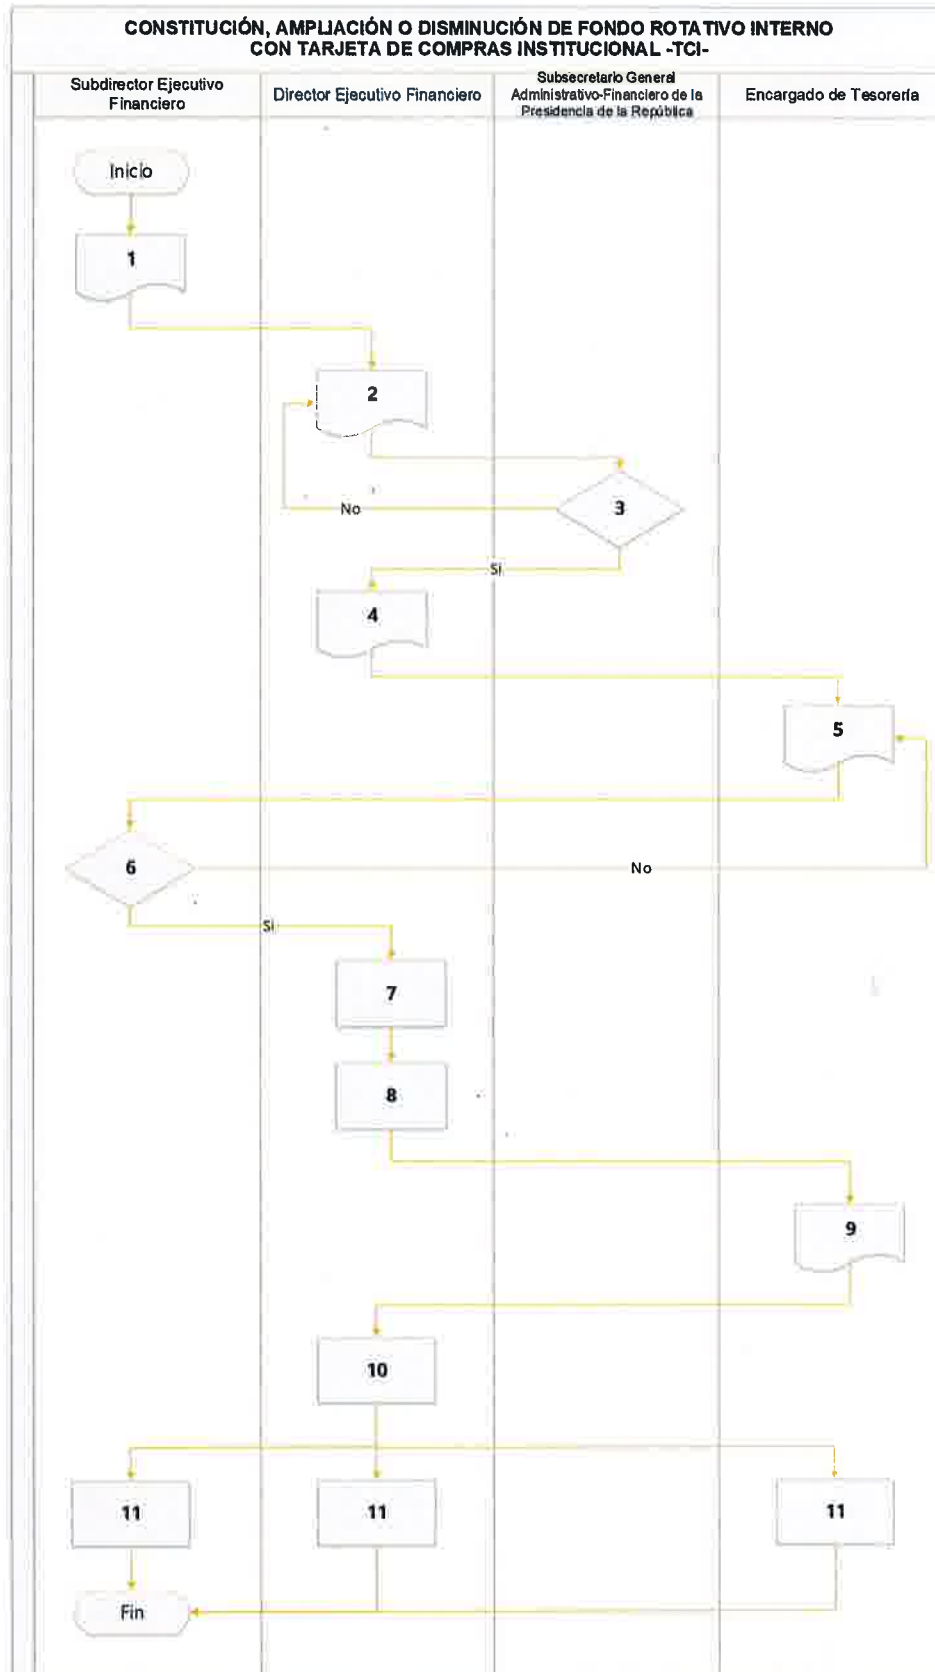 CONSTITUCIÓN, AMPLIACIÓN O DISMINUCIÓN DE FONDO ROTATIVO INTERNO
CON TARJETA DE COMPRAS INSTITUCIONAL -TCI-
Subdirector Ejecutivo
Financiero
Director Ejecutivo Financiero
Subsecretario General
Administrativo-Financiero de la
Presidencia de la República
Encargado de Tesorería
Inicio
1
2
3
No
Si
4
5
6
No
Si
7
8
9
10
11
11
11
Fin